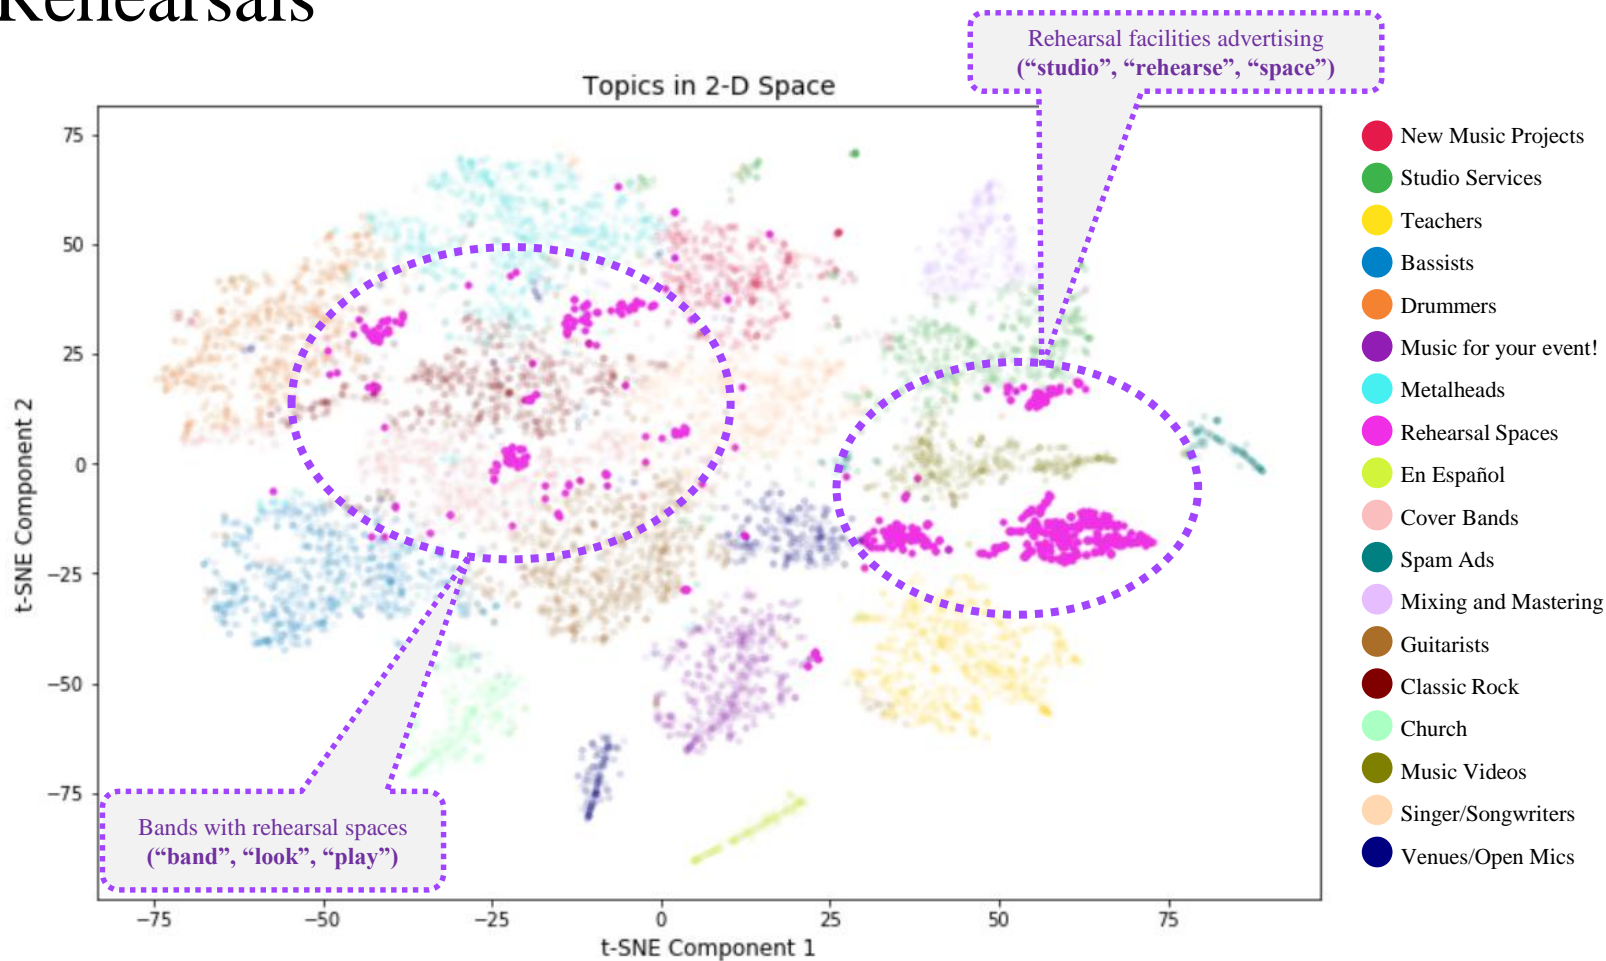 Rehearsals
Rehearsal facilities advertising
(“studio”, “rehearse”, “space”)
Topics in 2-D Space
75
50
25
0
−25
−50
−75
t-SNE Component 2
−75
−50
−25
0
25
50
75
t-SNE Component 1
Bands with rehearsal spaces
(“band”, “look”, “play”)
New Music Projects
Studio Services
Teachers
Bassists
Drummers
Music for your event!
Metalheads
Rehearsal Spaces
En Español
Cover Bands
Spam Ads
Mixing and Mastering
Guitarists
Classic Rock
Church
Music Videos
Singer/Songwriters
Venues/Open Mics